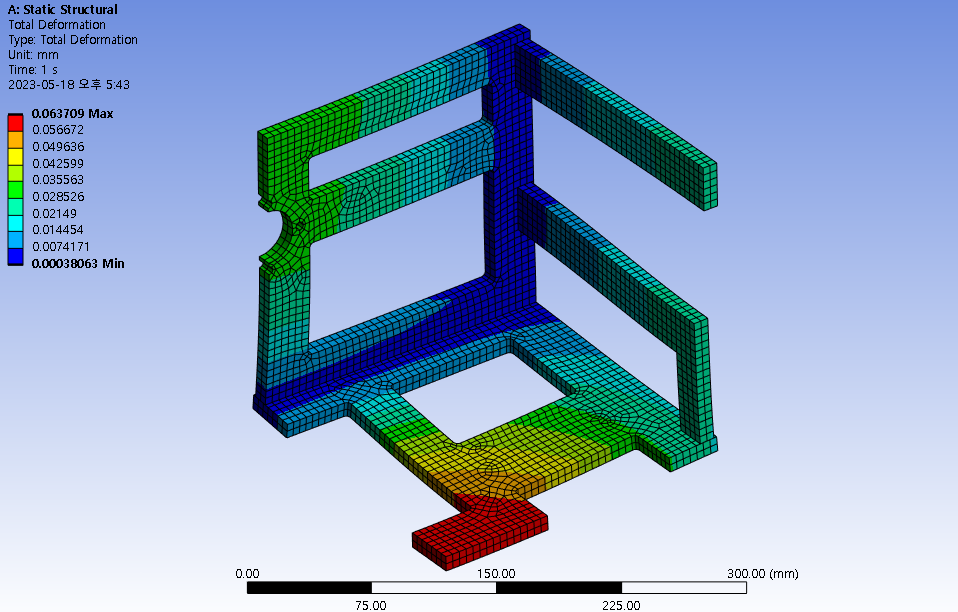 A: Static Structural
Total Deformation
Type: Total Deformation
Unit: mm
Time: 1 s
2023-05-18 오후 5:43
0.063709 Max
0.056672
0.049636
0.042599
0.035563
0.028526
0.02149
0.014454
0.0074171
0.00038063 Min
0.00 150.00 300.00 (mm)
75.00 225.00